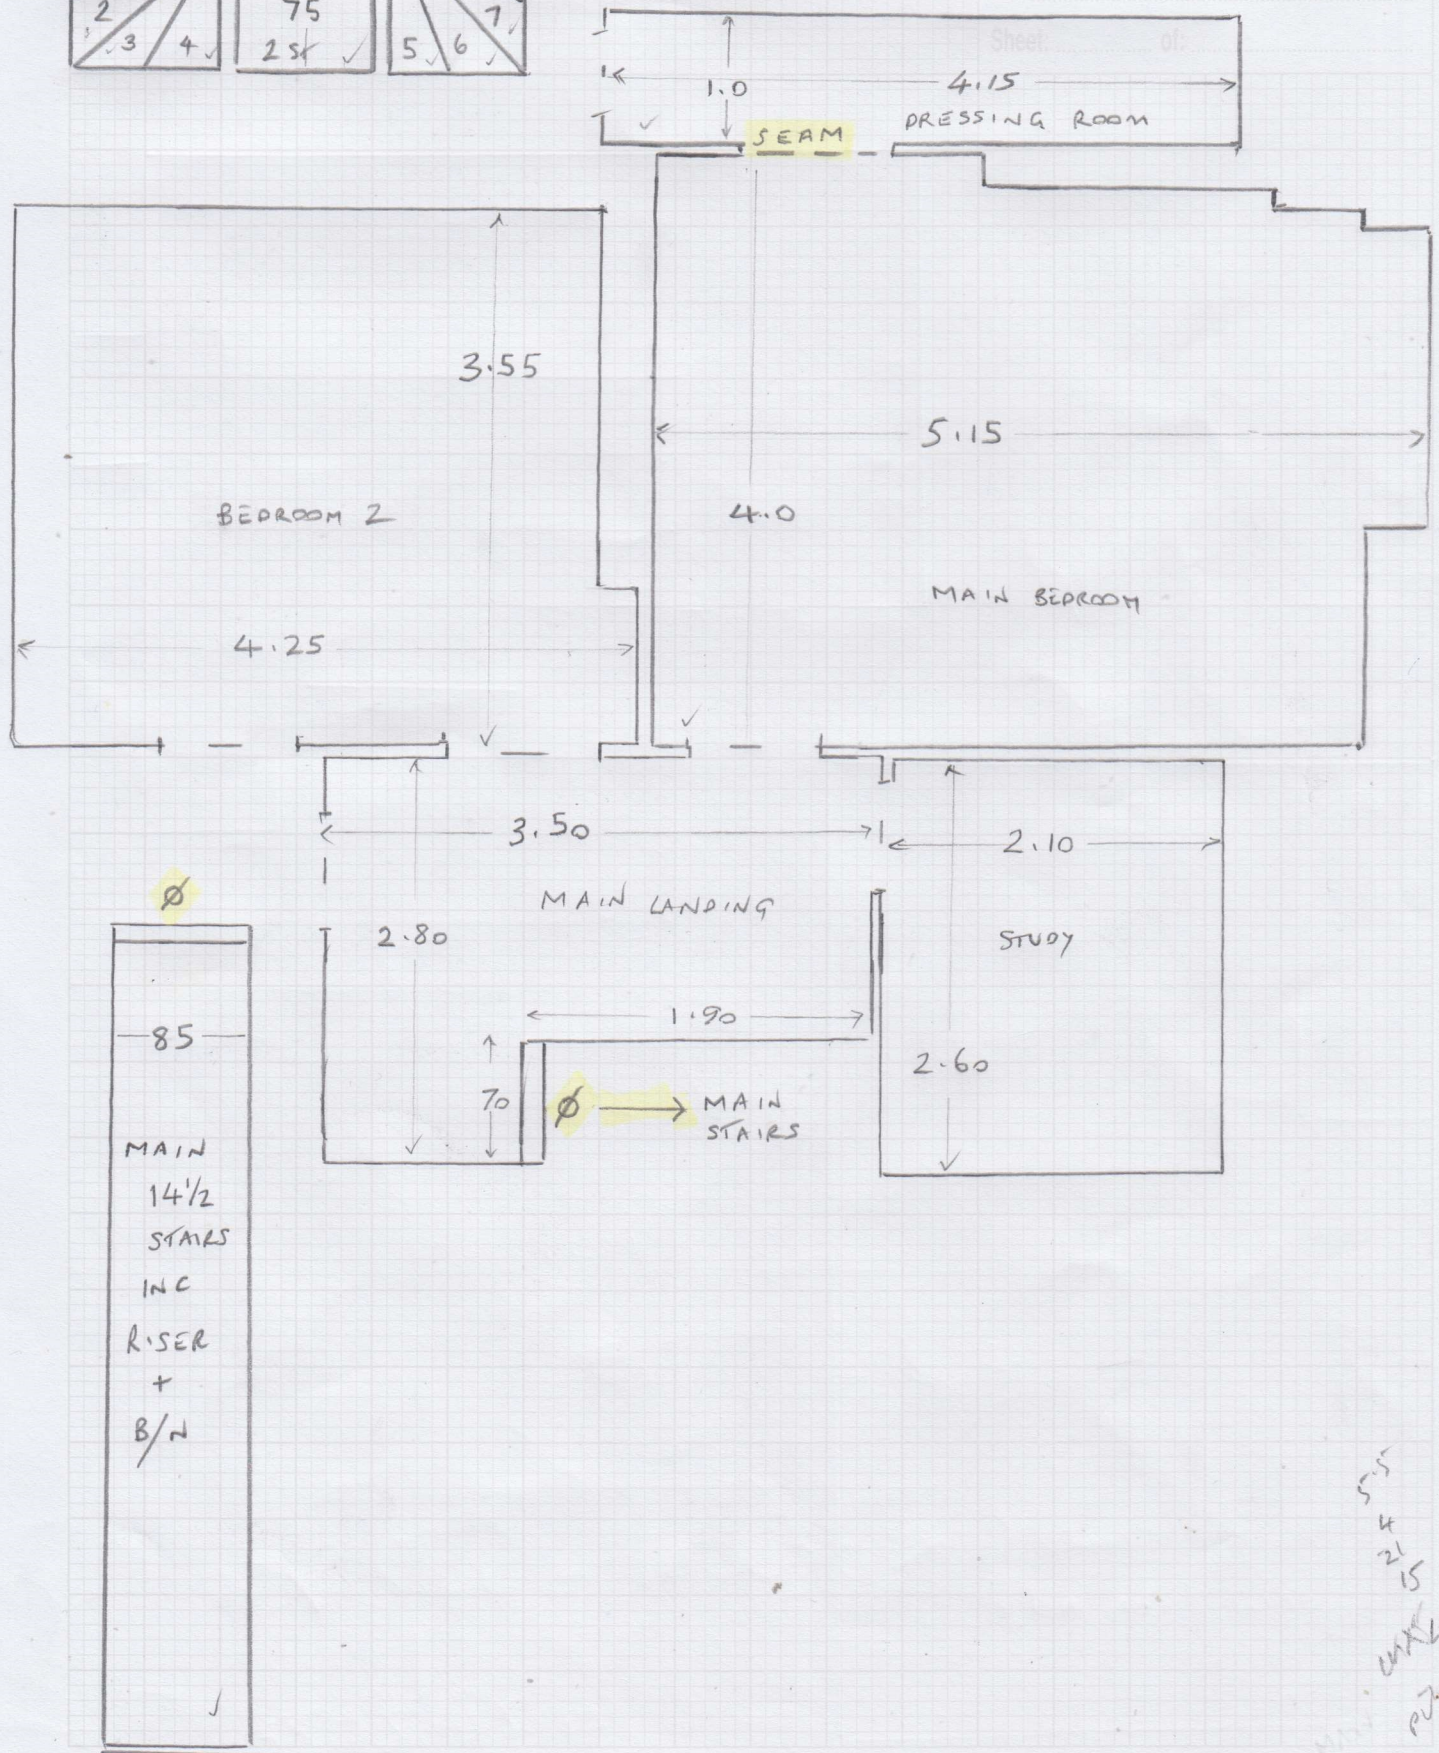 2
3
4
75
2 St
5
6
7
Sheet: of:
1.0
4.15
DRESSING ROOM
SEAM
3.55
5.15
BEDROOM 2
4.0
MAIN BEDROOM
4.25
3.50
2.10
Ø
MAIN LANDING
2.80
STUDY
1.90
85
2.60
70
Ø → MAIN
STAIRS
MAIN
14½
STAIRS
INC
RISER
+
B/N
5.5
4
21
15